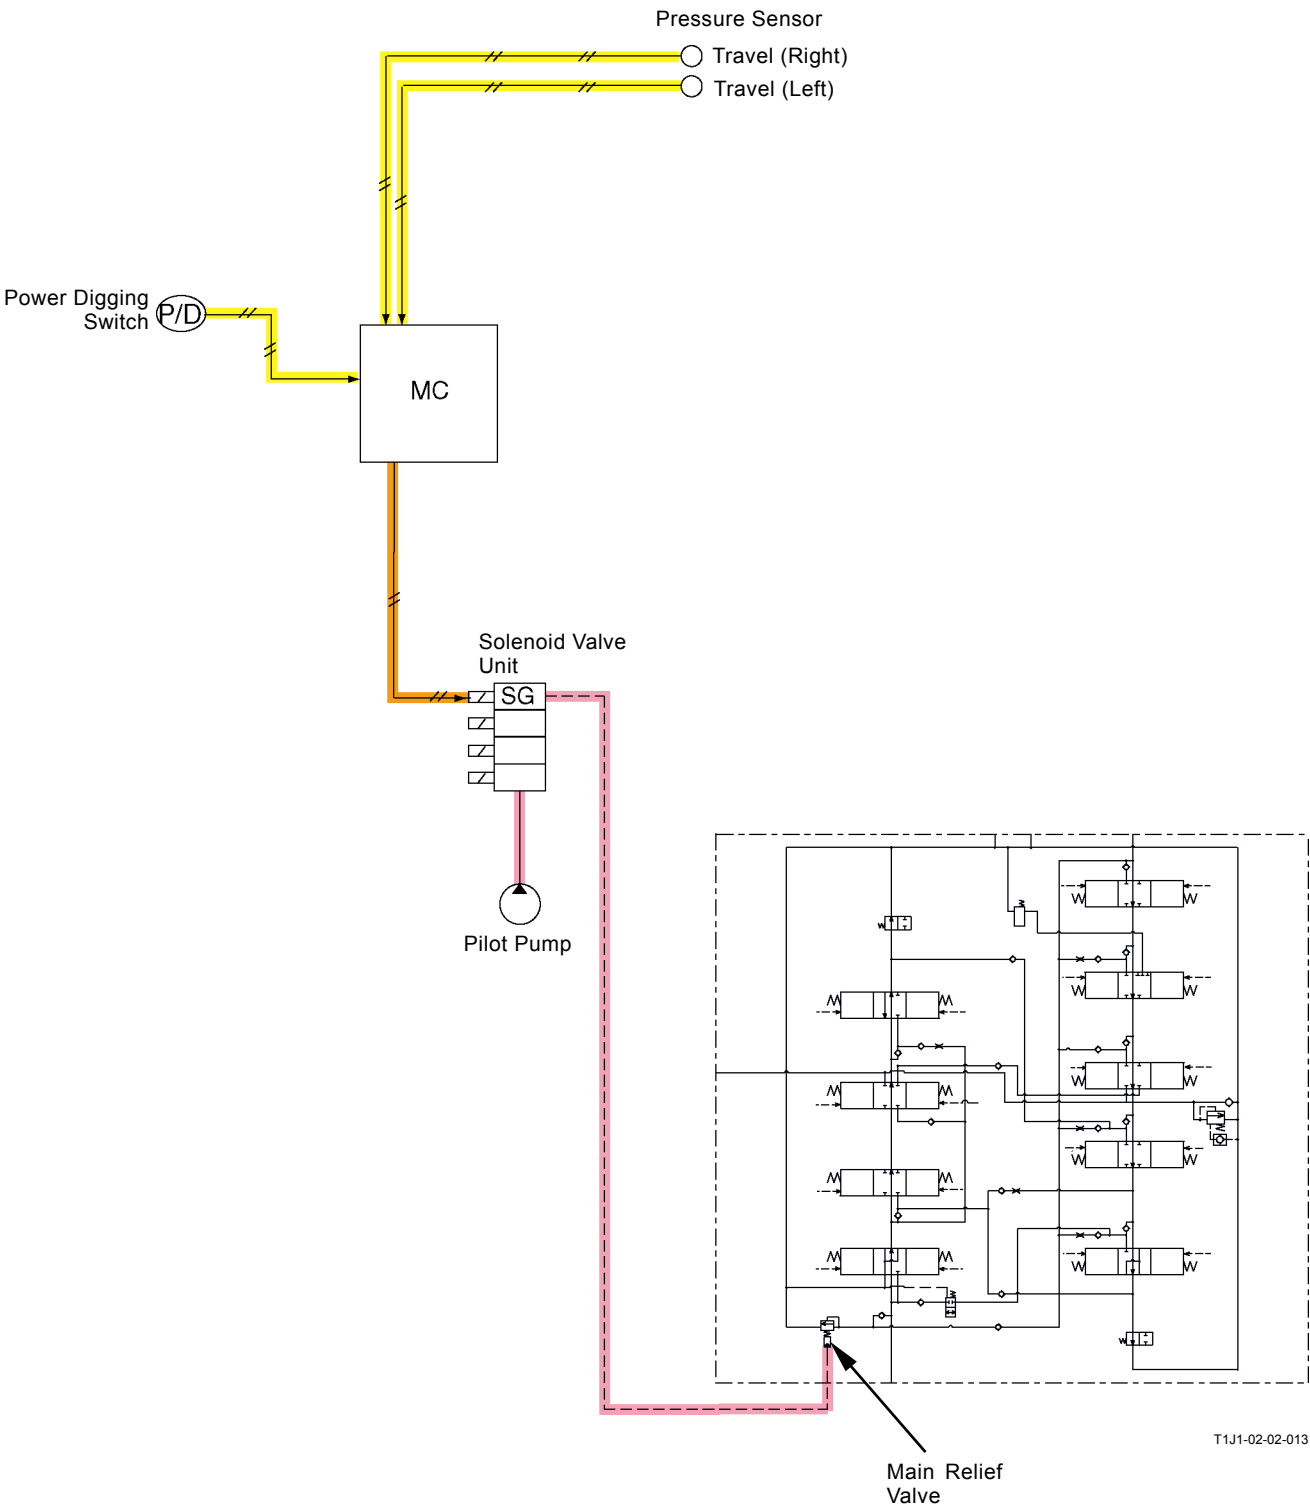 Pressure Sensor
Travel (Right)
Travel (Left)
Power Digging
Switch
P/D
MC
Solenoid Valve
Unit
SG
Pilot Pump
T1J1-02-02-013
Main Relief
Valve